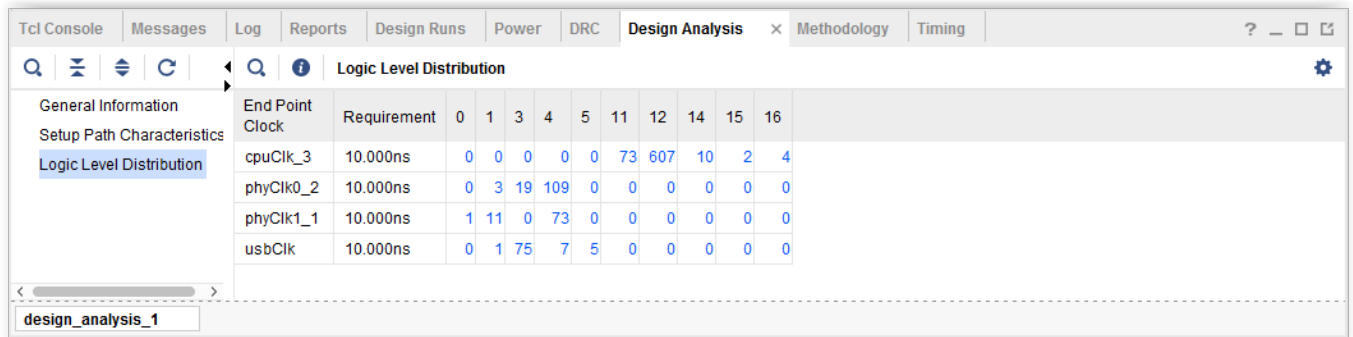 Tcl Console Messages Log Reports Design Runs Power DRC Design Analysis × Methodology Timing ?
Logic Level Distribution
General Information
Setup Path Characteristics
Logic Level Distribution
End Point Clock Requirement 0 1 3 4 5 11 12 14 15 16
cpuClk_3 10.000ns 0 0 0 0 0 73 607 10 2 4
phyClk0_2 10.000ns 0 3 19 109 0 0 0 0 0 0
phyClk1_1 10.000ns 1 11 0 73 0 0 0 0 0 0
usbClk 10.000ns 0 1 75 7 5 0 0 0 0 0
design_analysis_1